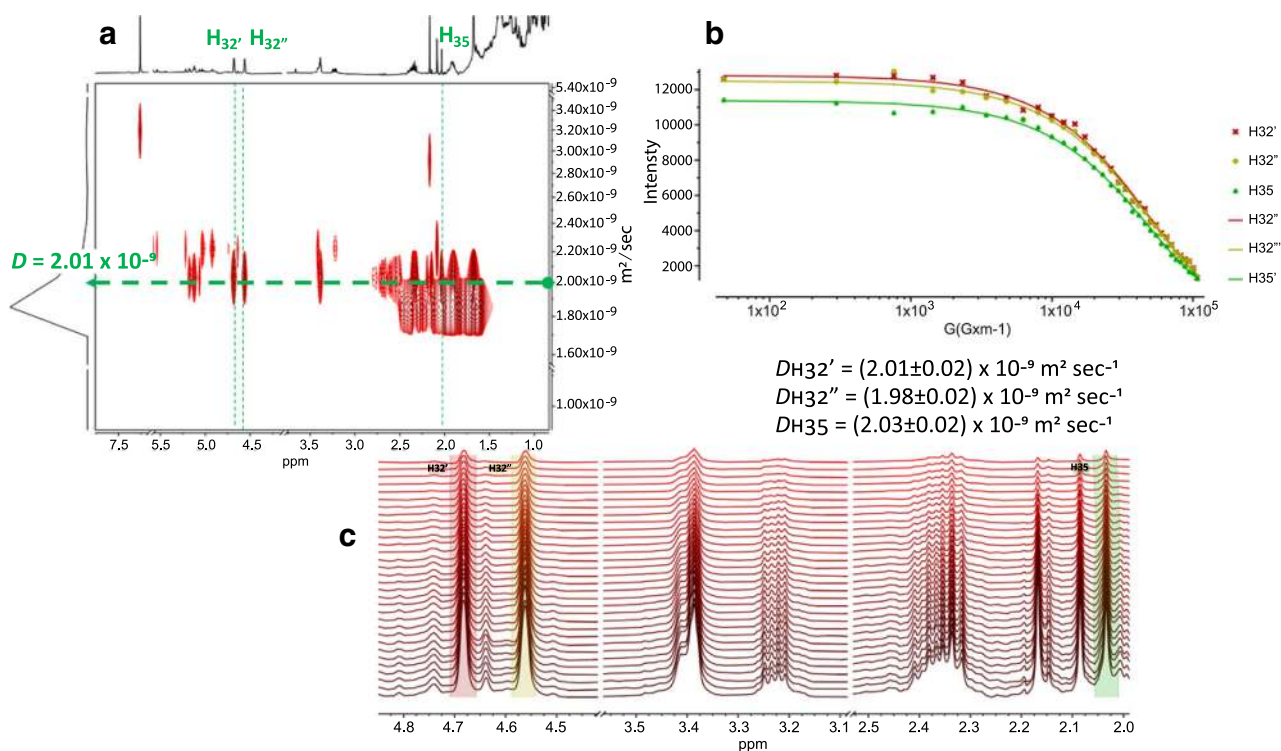 a
H32' H32" H35
5.40x10-9
3.40x10-9
3.20x10-9
3.00x10-9
2.80x10-9
2.60x10-9
2.40x10-9
2.20x10-9
2.00x10-9
1.80x10-9
1.60x10-9
1.00x10-9
m²/sec
D = 2.01 x 10-9
7.5 5.5 5.0 4.5 3.5 3.0 2.5 2.0 1.5 1.0
ppm
b
Intensty
12000
10000
8000
6000
4000
2000
1x10² 1x10³ 1x10⁴ 1x10⁵
G(Gxm-1)
H32'
H32"
H35
H32"
H32"'
H35'
DH32' = (2.01±0.02) x 10-9 m² sec-1
DH32" = (1.98±0.02) x 10-9 m² sec-1
DH35 = (2.03±0.02) x 10-9 m² sec-1
c
H32' H32" H35
4.8 4.7 4.6 4.5 3.5 3.4 3.3 3.2 3.1 2.5 2.4 2.3 2.2 2.1 2.0
ppm